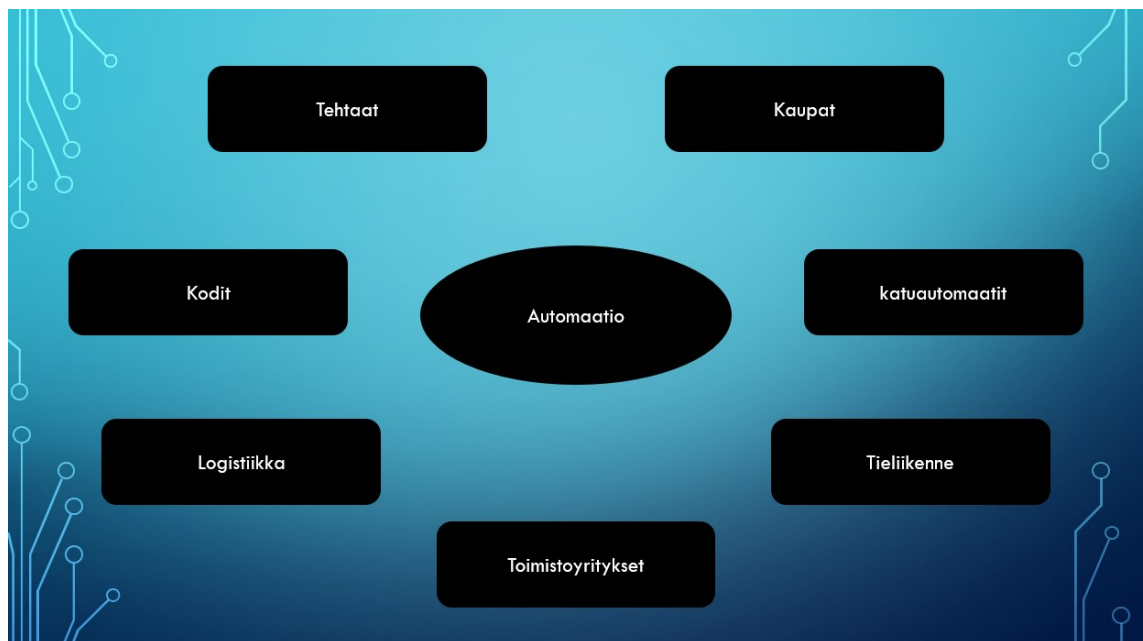 Tehtaat
Kaupat
Kodit
Automaatio
katuautomaatit
Logistiikka
Tieliikenne
Toimistoyritykset